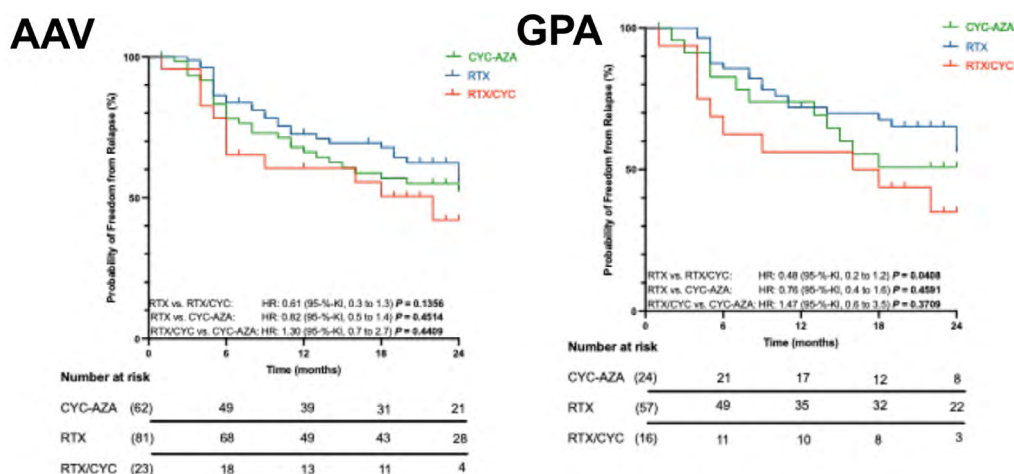 AAV
CYC-AZA
RTX
RTX/CYC
Probability of Freedom from Relapse (%)
100
50
0
RTX vs. RTX/CYC: HR: 0.61 (95-%-KI, 0.3 to 1.3) P = 0.1356
RTX vs. CYC-AZA: HR: 0.82 (95-%-KI, 0.5 to 1.4) P = 0.4514
RTX/CYC vs. CYC-AZA: HR: 1.30 (95-%-KI, 0.7 to 2.7) P = 0.4409
0 6 12 18 24
Time (months)
Number at risk
CYC-AZA (62) 49 39 31 21
RTX (81) 68 49 43 28
RTX/CYC (23) 18 13 11 4
GPA
CYC-AZA
RTX
RTX/CYC
Probability of Freedom from Relapse (%)
100
50
0
RTX vs. RTX/CYC: HR: 0.48 (95-%-KI, 0.2 to 1.2) P = 0.0408
RTX vs. CYC-AZA: HR: 0.76 (95-%-KI, 0.4 to 1.6) P = 0.4591
RTX/CYC vs. CYC-AZA: HR: 1.47 (95-%-KI, 0.6 to 3.5) P = 0.3709
0 6 12 18 24
Time (months)
Number at risk
CYC-AZA (24) 21 17 12 8
RTX (57) 49 35 32 22
RTX/CYC (16) 11 10 8 3